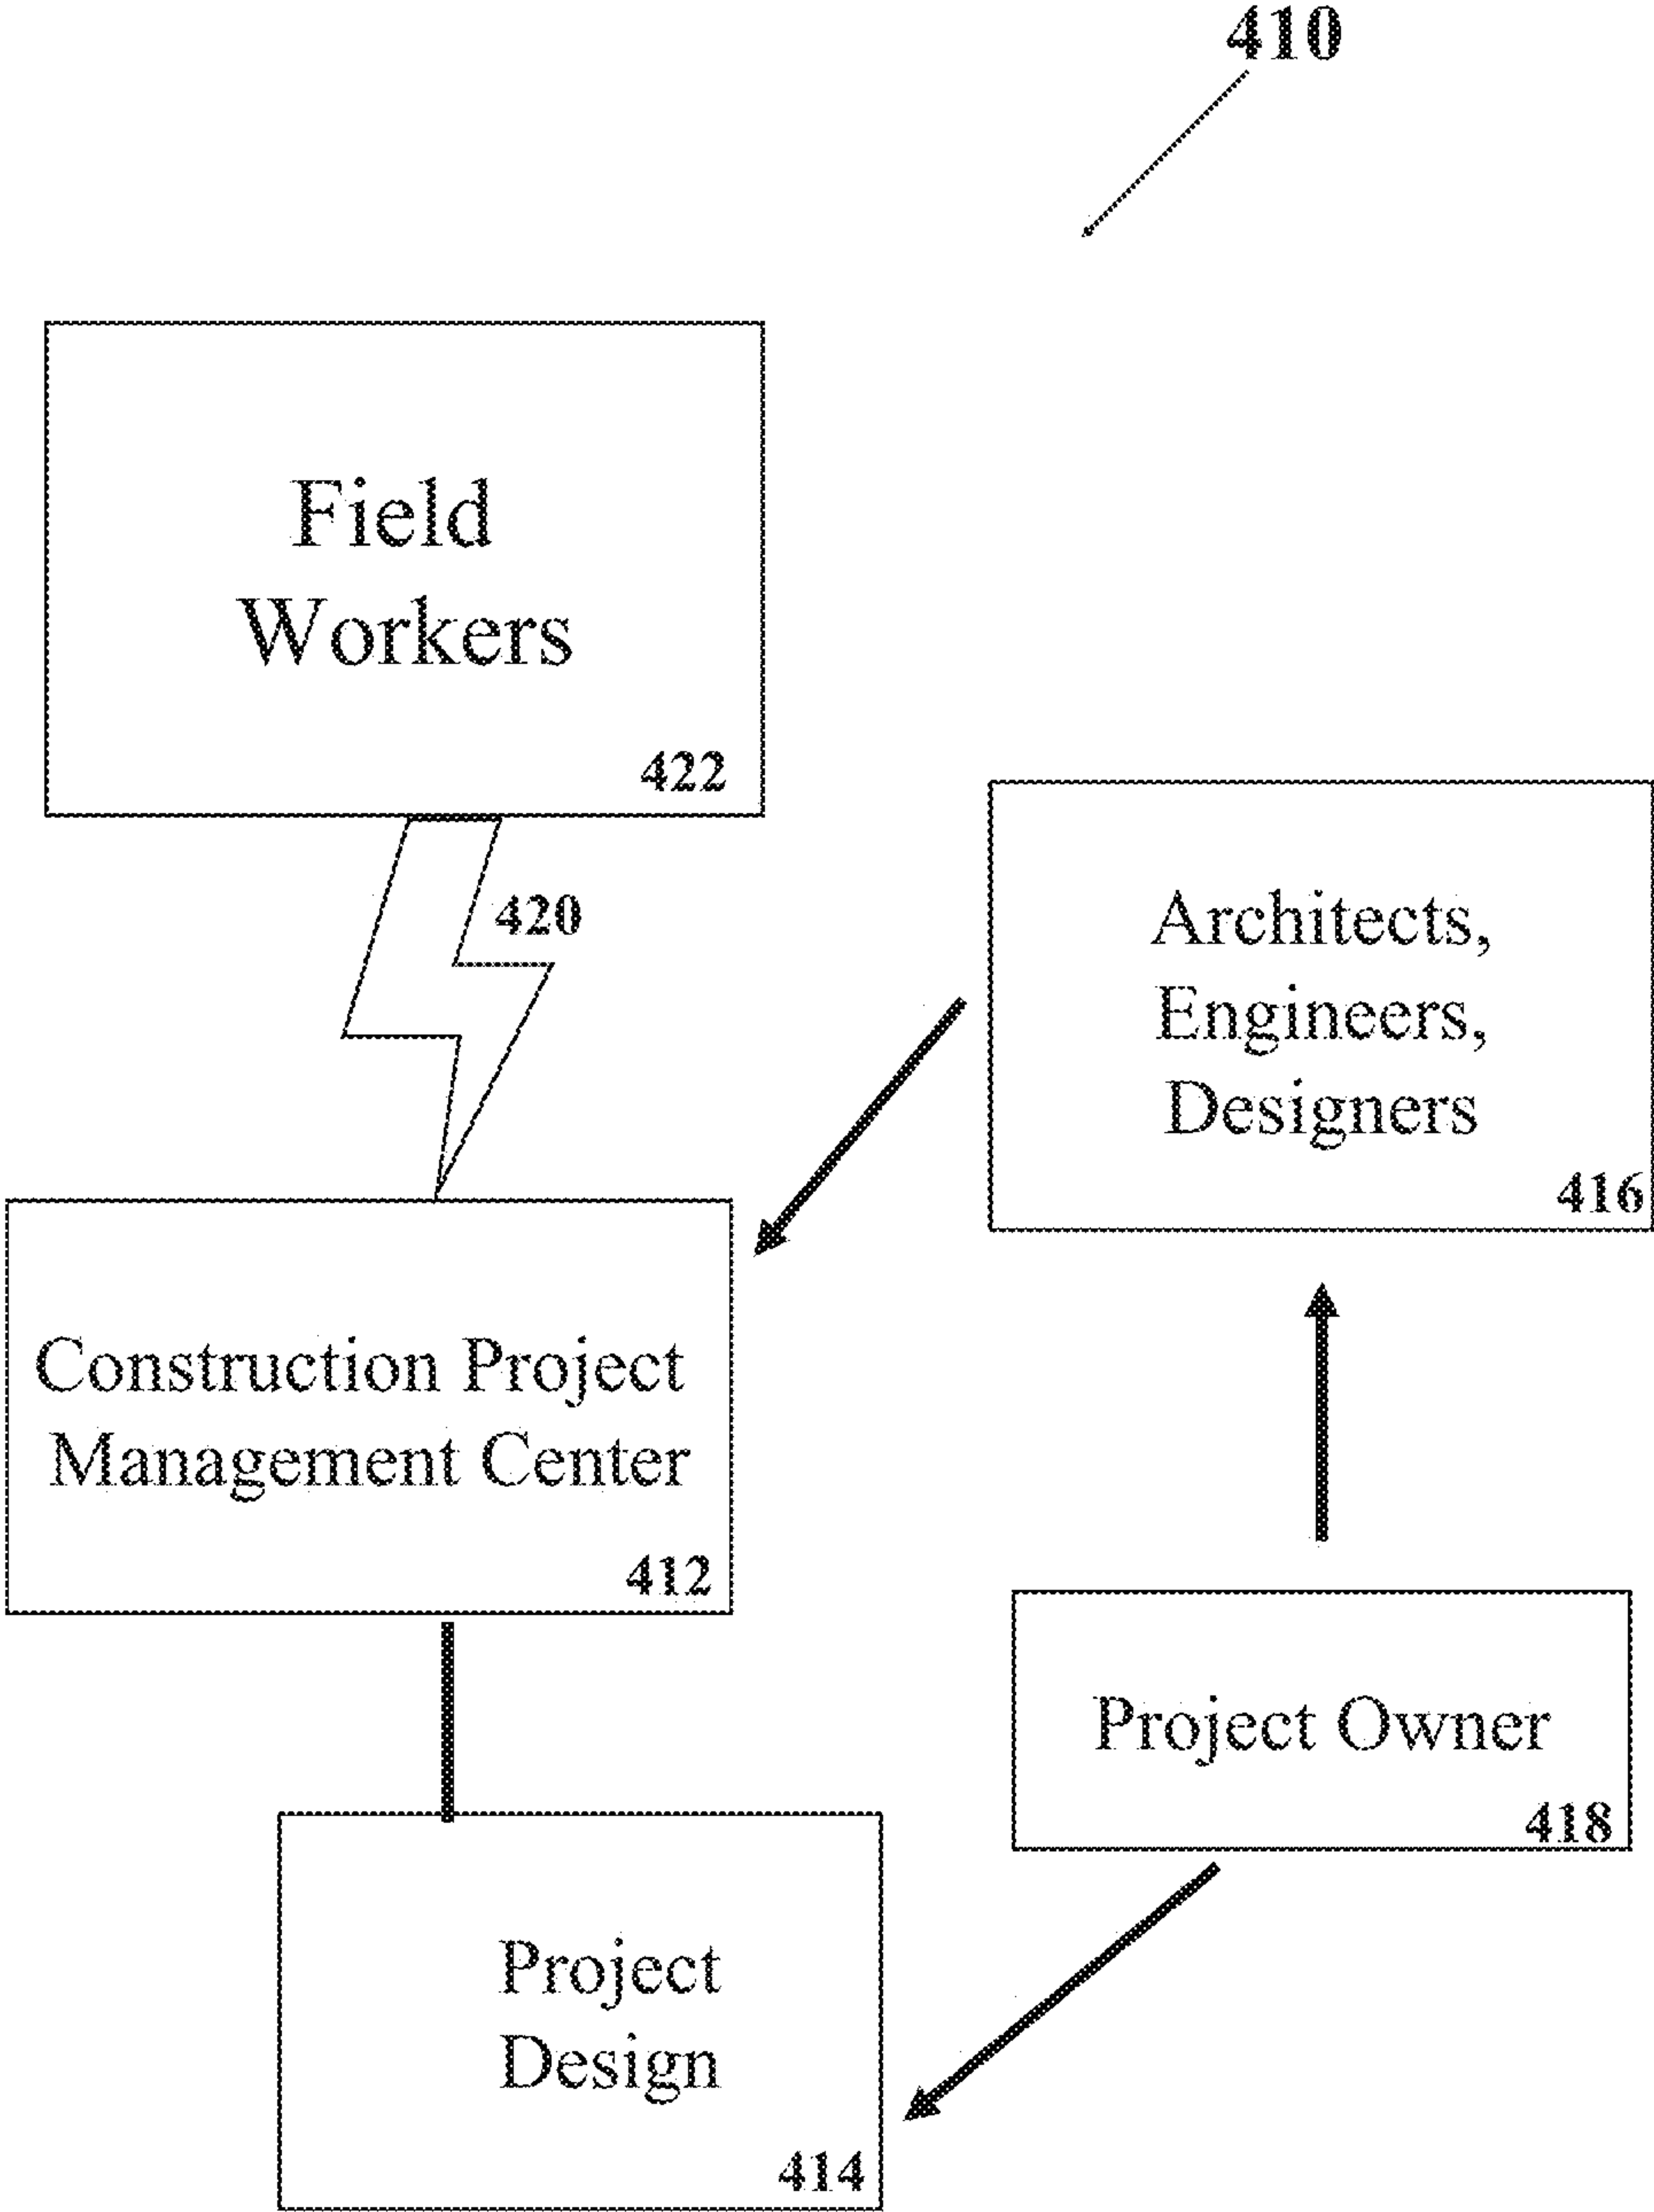 410
Field
Workers
422
420
Architects,
Engineers,
Designers
416
Construction Project
Management Center
412
Project Owner
418
Project
Design
414